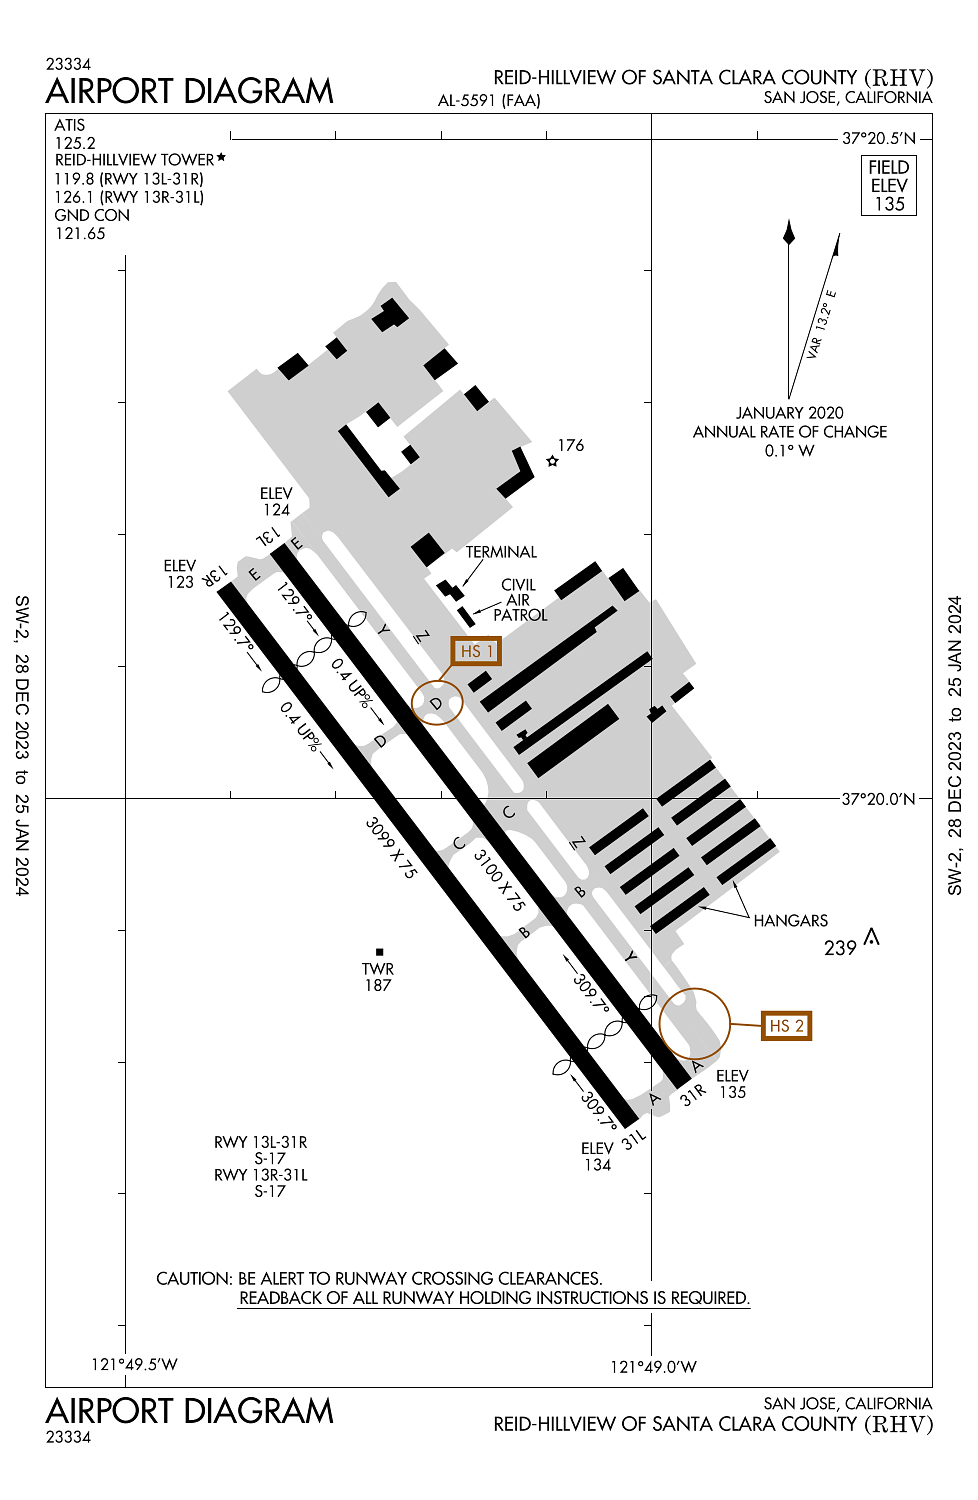 23334
AIRPORT DIAGRAM
AL-5591 (FAA)
REID-HILLVIEW OF SANTA CLARA COUNTY (RHV)
SAN JOSE, CALIFORNIA
ATIS
125.2
REID-HILLVIEW TOWER★
119.8 (RWY 13L-31R)
126.1 (RWY 13R-31L)
GND CON
121.65
37°20.5'N
FIELD
ELEV
135
VAR 13.2° E
JANUARY 2020
ANNUAL RATE OF CHANGE
0.1° W
176
ELEV
124
13L
E
ELEV
123
13R
E
TERMINAL
CIVIL
AIR
PATROL
129.7°
129.7°
Y
Z
HS 1
0.4 UP%
0.4 UP%
D
D
37°20.0'N
C
C
3099 X 75
3100 X 75
Z
B
B
HANGARS
239
Y
TWR
187
309.7°
HS 2
A
A
ELEV
135
31R
309.7°
31L
ELEV
134
RWY 13L-31R
S-17
RWY 13R-31L
S-17
CAUTION: BE ALERT TO RUNWAY CROSSING CLEARANCES.
READBACK OF ALL RUNWAY HOLDING INSTRUCTIONS IS REQUIRED.
121°49.5'W
121°49.0'W
AIRPORT DIAGRAM
23334
SAN JOSE, CALIFORNIA
REID-HILLVIEW OF SANTA CLARA COUNTY (RHV)
SW-2, 28 DEC 2023 to 25 JAN 2024
SW-2, 28 DEC 2023 to 25 JAN 2024